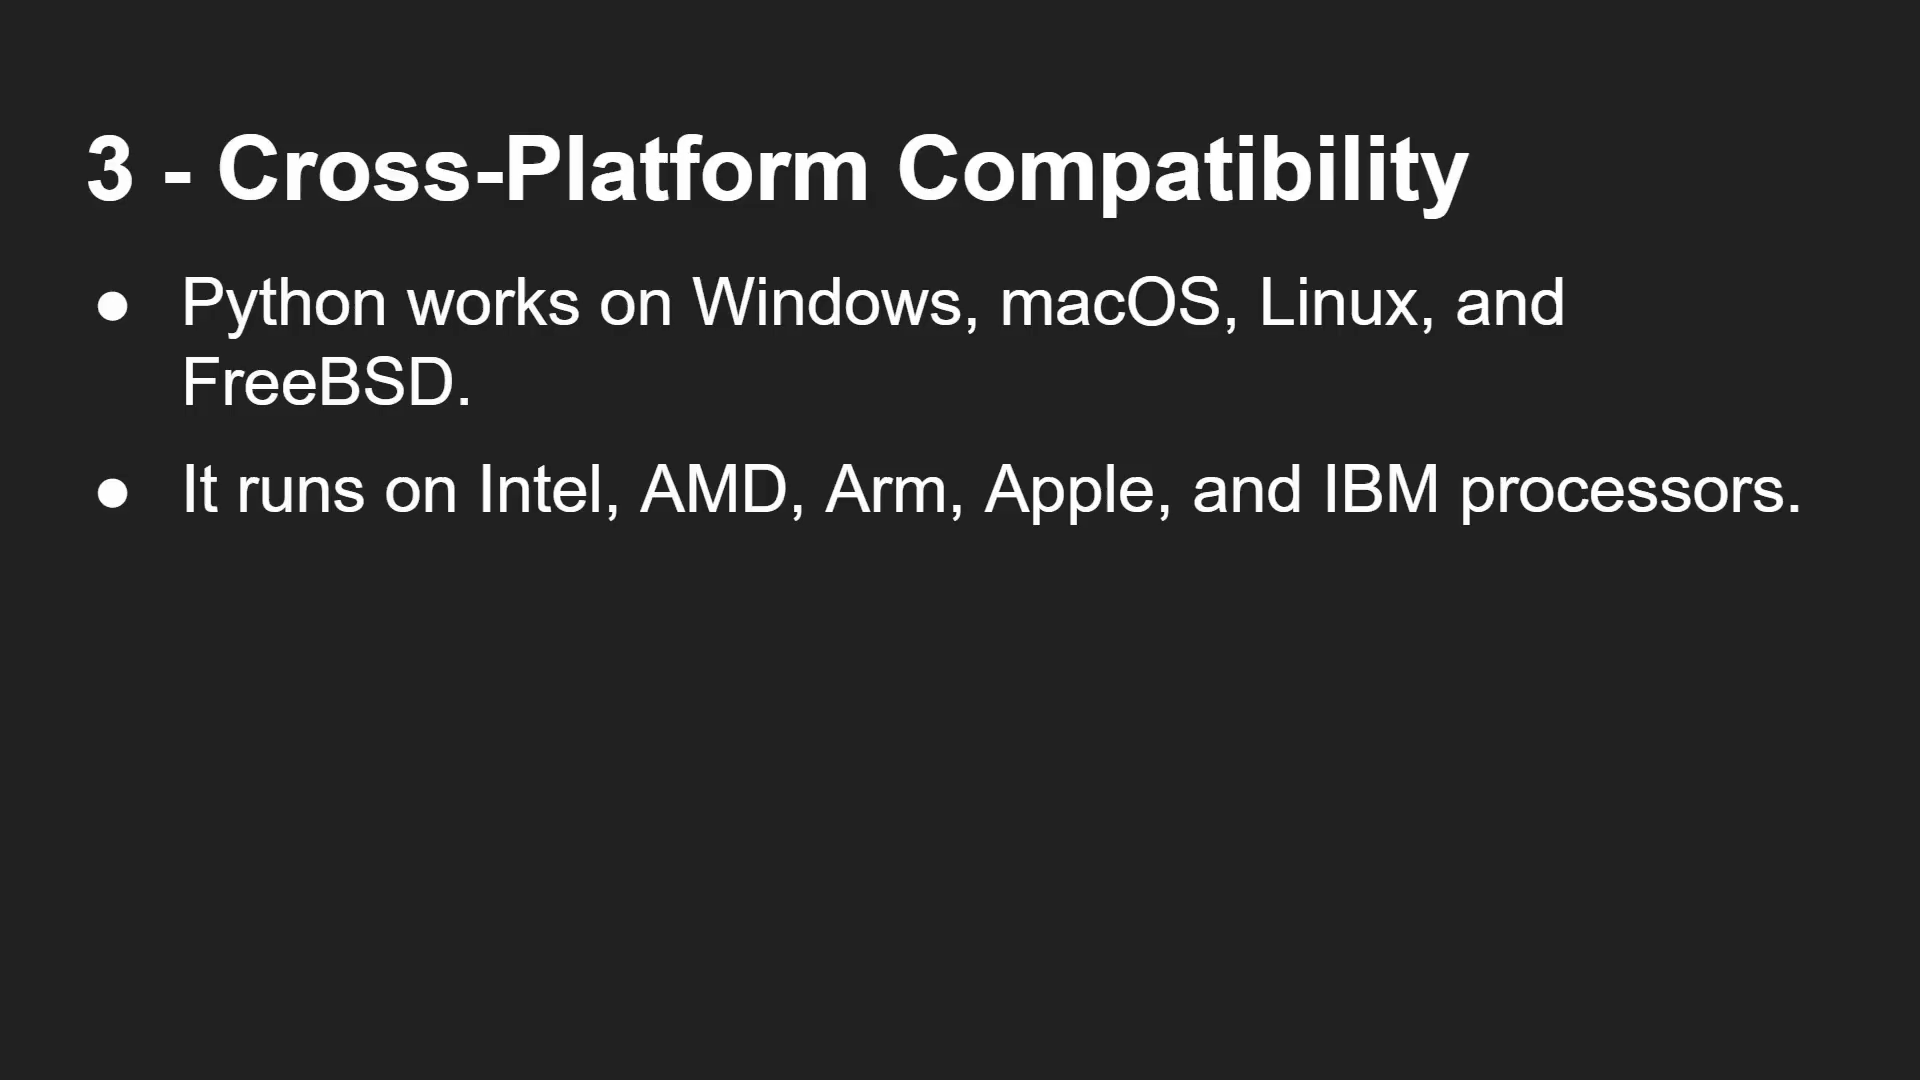 3 - Cross-Platform Compatibility
● Python works on Windows, macOS, Linux, and
FreeBSD.
● It runs on Intel, AMD, Arm, Apple, and IBM processors.